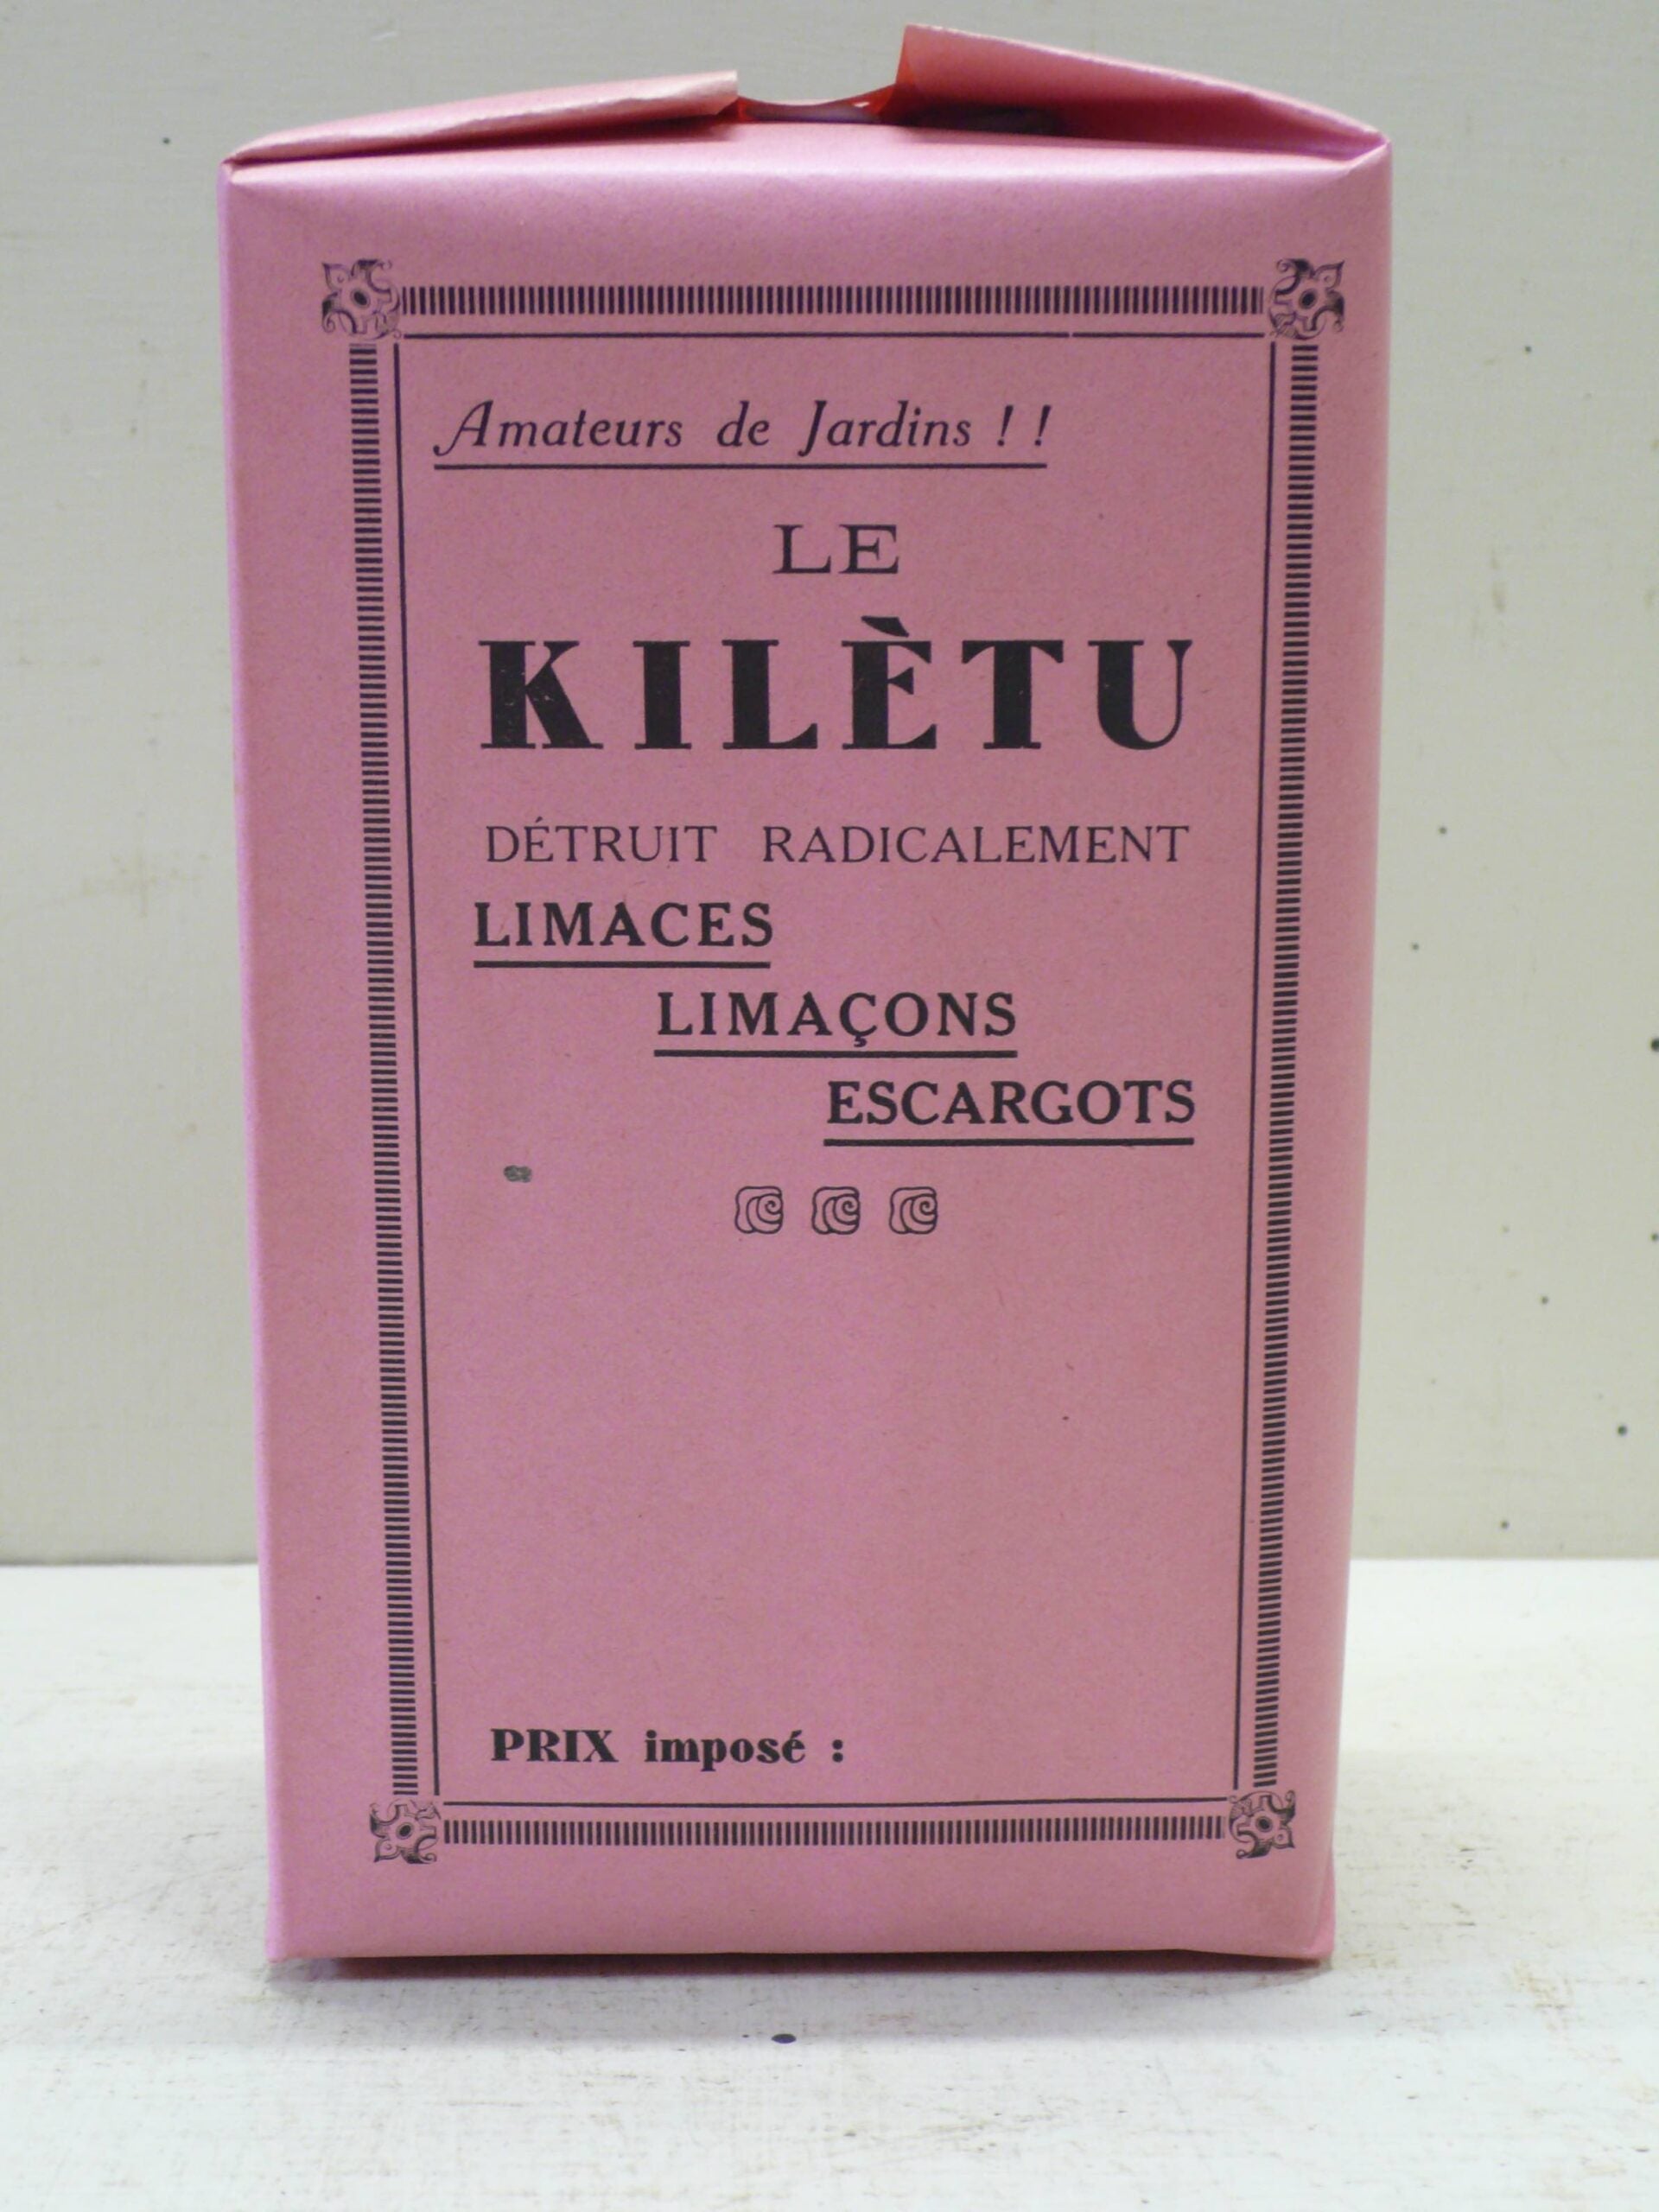 Amateurs de Jardins ! !
LE
KILÈTU
DÉTRUIT RADICALEMENT
LIMACES
LIMAÇONS
ESCARGOTS
PRIX imposé :